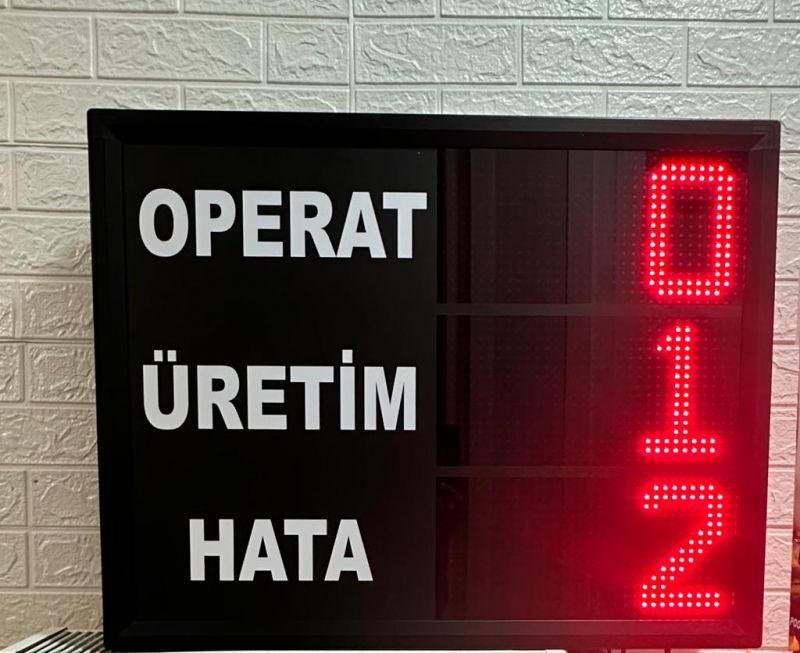 OPERAT 0
ÜRETİM 1
HATA 2